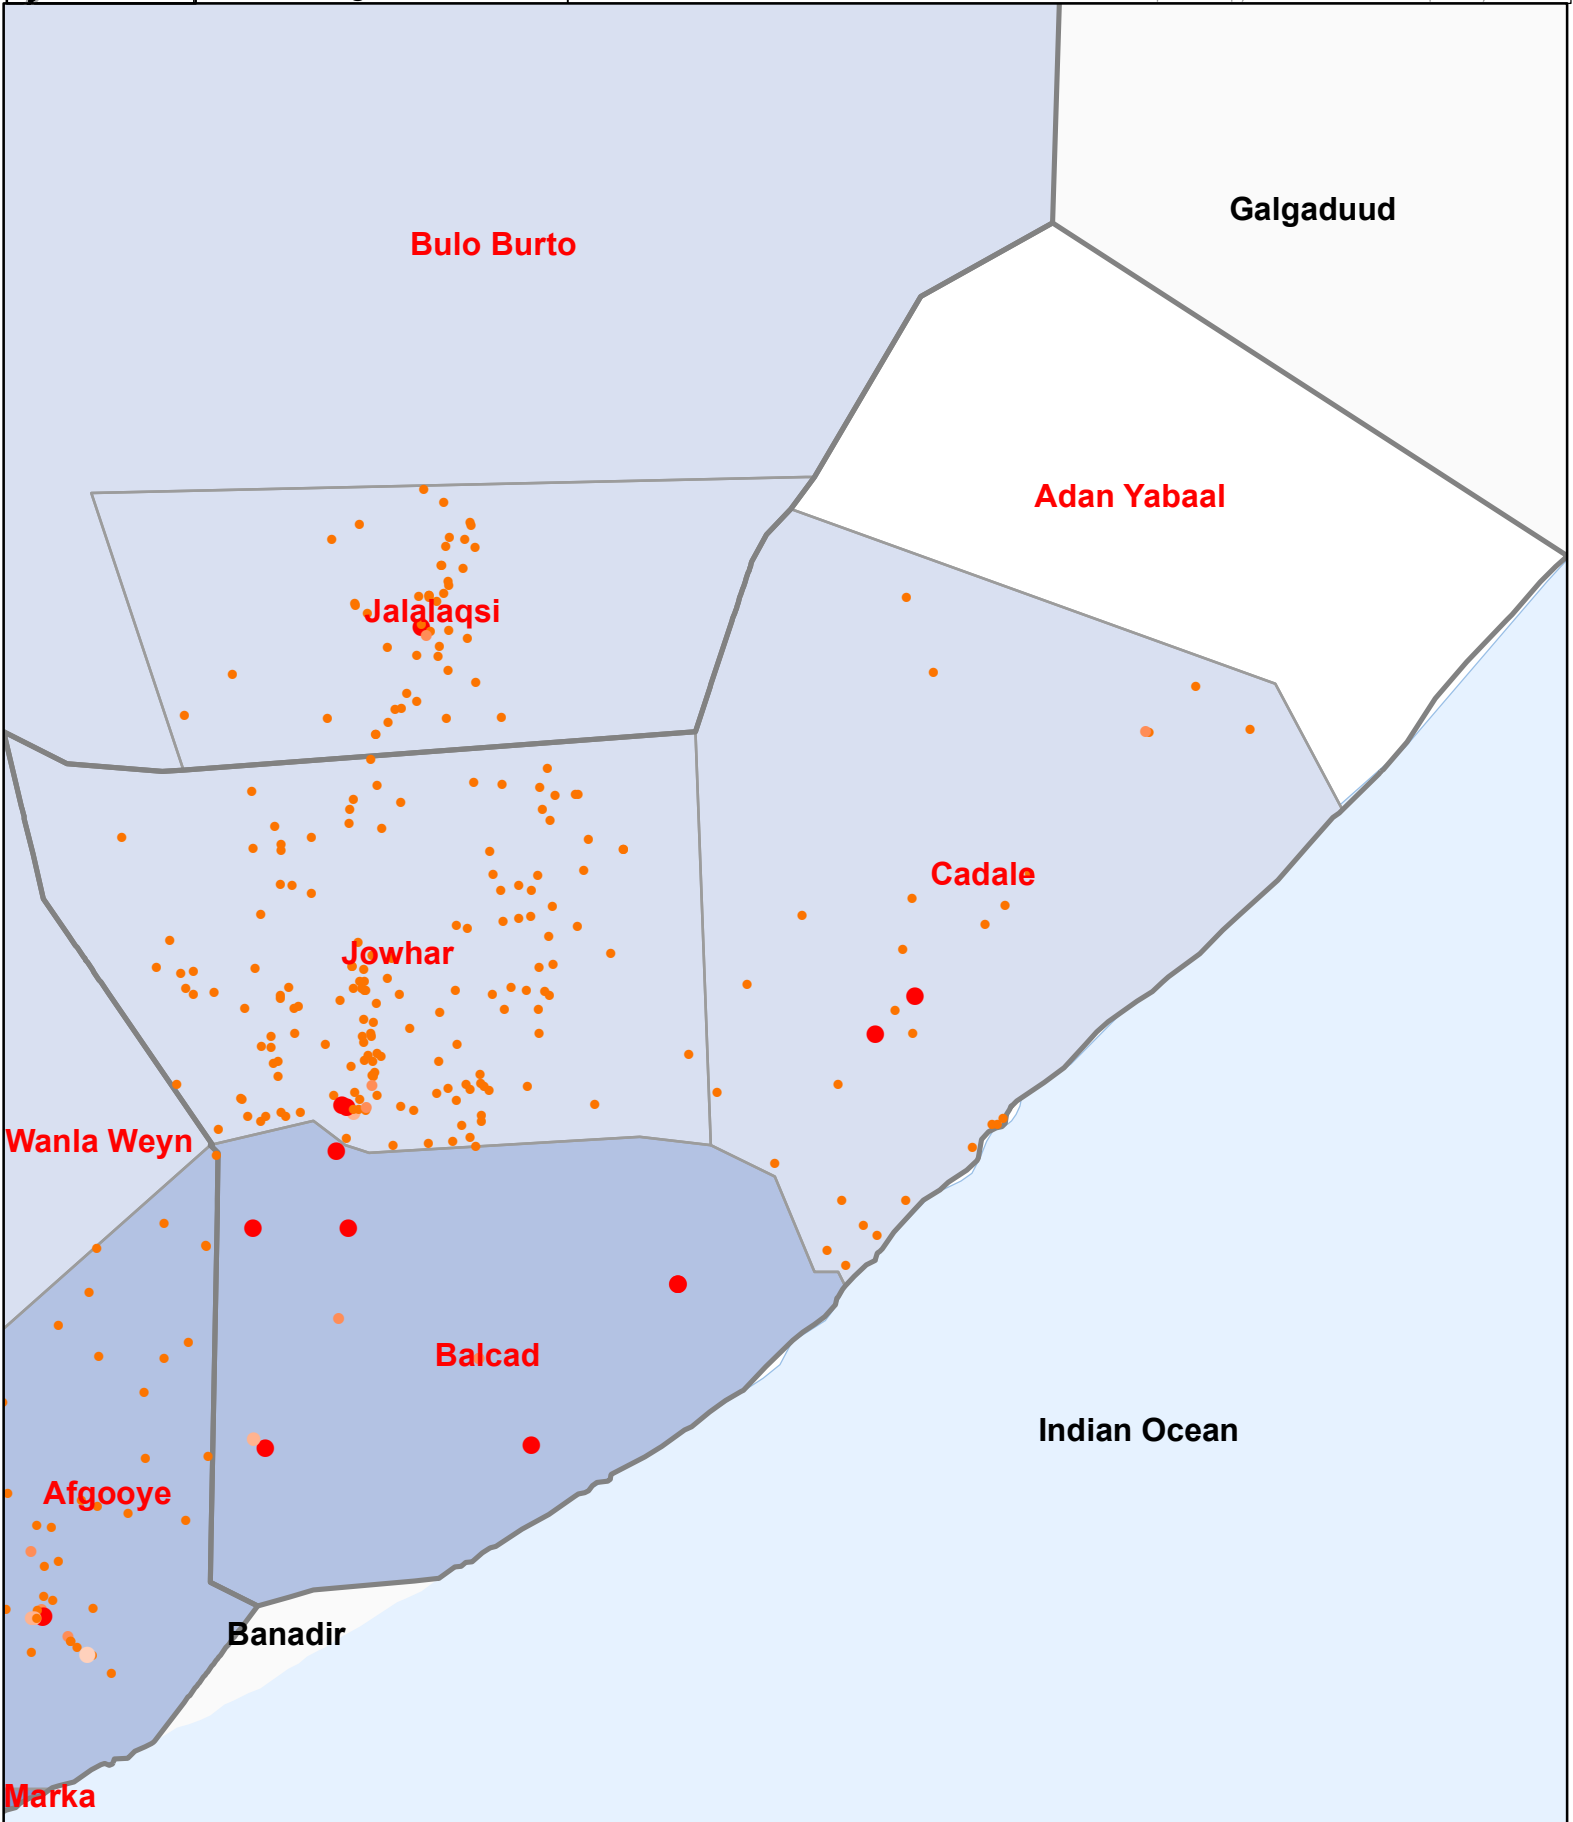 Galgaduud
Bulo Burto
Adan Yabaal
Jalalaqsi
Cadale
Jowhar
Wanla Weyn
Balcad
Indian Ocean
Afgooye
Banadir
Marka